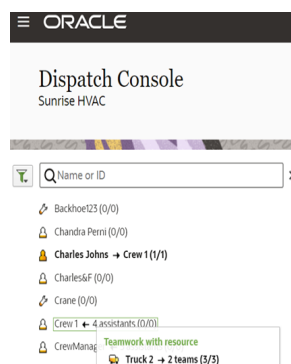 ORACLE
Dispatch Console
Sunrise HVAC
Name or ID
Backhoe123 (0/0)
Chandra Perni (0/0)
Charles Johns → Crew 1 (1/1)
Charles&F (0/0)
Crane (0/0)
Crew 1 ← 4 assistants (0/0)
CrewManag
Teamwork with resource
Truck 2 → 2 teams (3/3)